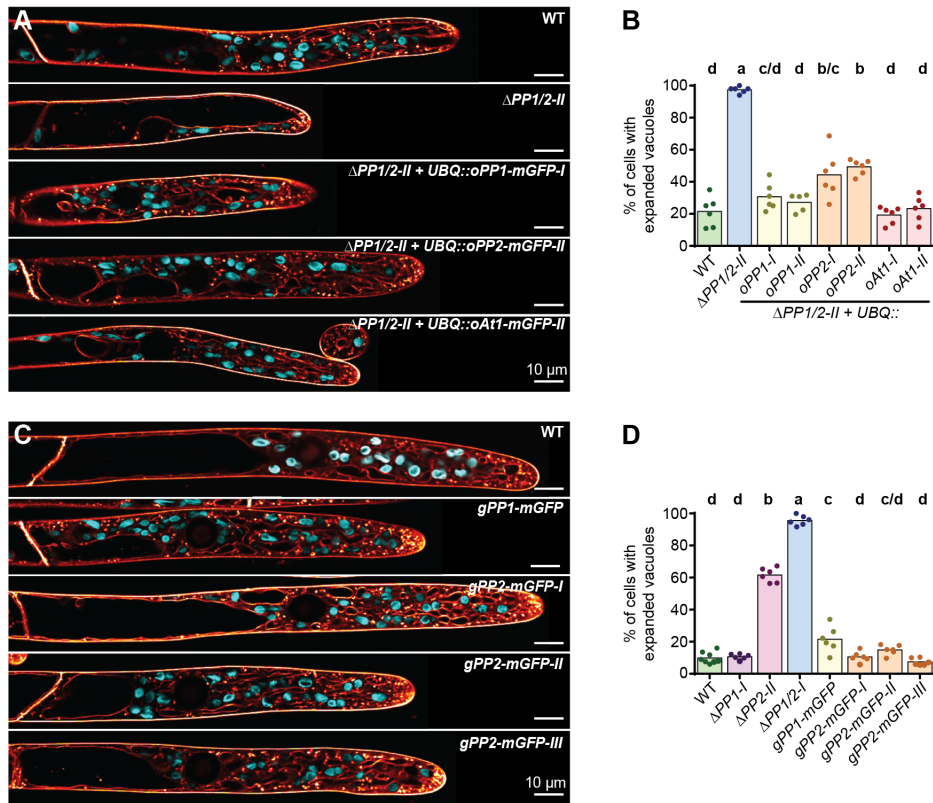 A
WT
ΔPP1/2-II
ΔPP1/2-II + UBQ::oPP1-mGFP-I
ΔPP1/2-II + UBQ::oPP2-mGFP-II
ΔPP1/2-II + UBQ::oAt1-mGFP-II
10 µm
B
d a c/d d b/c b d d
% of cells with
expanded vacuoles
100
80
60
40
20
0
WT
ΔPP1/2-II
oPP1-I
oPP1-II
oPP2-I
oPP2-II
oAt1-I
oAt1-II
ΔPP1/2-II + UBQ::
C
WT
gPP1-mGFP
gPP2-mGFP-I
gPP2-mGFP-II
gPP2-mGFP-III
10 µm
D
d d b a c d c/d d
% of cells with
expanded vacuoles
100
80
60
40
20
0
WT
ΔPP1-I
ΔPP2-II
ΔPP1/2-I
gPP1-mGFP
gPP2-mGFP-I
gPP2-mGFP-II
gPP2-mGFP-III